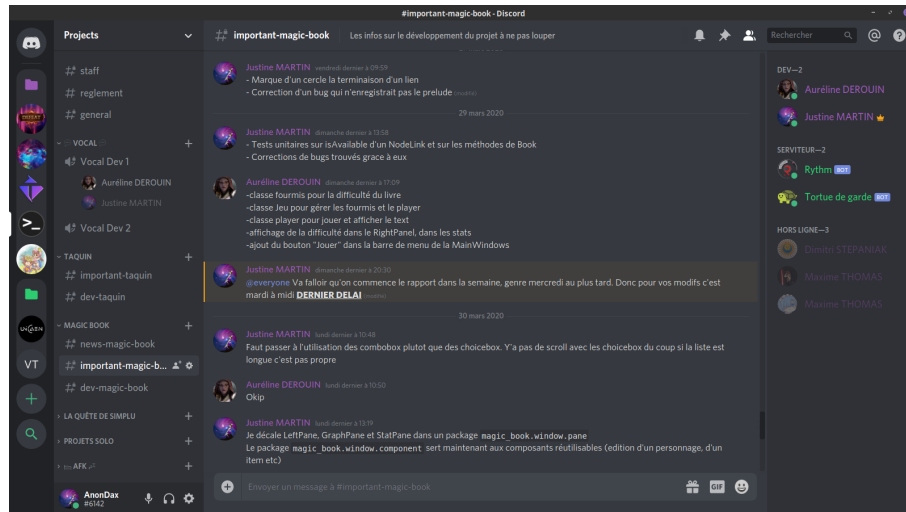 #important-magic-book - Discord
Projects
important-magic-book
Les infos sur le développement du projet à ne pas louper
Rechercher
staff
reglement
general
VOCAL
Vocal Dev 1
Auréline DEROUIN
Justine MARTIN
Vocal Dev 2
TAQUIN
important-taquin
dev-taquin
MAGIC BOOK
news-magic-book
important-magic-b...
dev-magic-book
LA QUÊTE DE SIMPLU
PROJETS SOLO
AFK
VT
AnonDax
#6142
Justine MARTIN vendredi dernier à 09:59
- Marque d'un cercle la terminaison d'un lien
- Correction d'un bug qui n'enregistrait pas le prelude (modifié)
29 mars 2020
Justine MARTIN dimanche dernier à 13:58
- Tests unitaires sur isAvailable d'un NodeLink et sur les méthodes de Book
- Corrections de bugs trouvés grace à eux
Auréline DEROUIN dimanche dernier à 17:09
-classe fourmis pour la difficulté du livre
-classe Jeu pour gérer les fourmis et le player
-classe player pour jouer et afficher le text
-affichage de la difficulté dans le RightPanel, dans les stats
-ajout du bouton "Jouer" dans la barre de menu de la MainWindows
Justine MARTIN dimanche dernier à 20:30
@everyone Va falloir qu'on commence le rapport dans la semaine, genre mercredi au plus tard. Donc pour vos modifs c'est
mardi à midi DERNIER DELAI (modifié)
30 mars 2020
Justine MARTIN lundi dernier à 10:48
Faut passer à l'utilisation des combobox plutot que des choicebox. Y'a pas de scroll avec les choicebox du coup si la liste est
longue c'est pas propre
Auréline DEROUIN lundi dernier à 10:50
Okip
Justine MARTIN lundi dernier à 13:19
Je décale LeftPane, GraphPane et StatPane dans un package magic_book.window.pane
Le package magic_book.window.component sert maintenant aux composants réutilisables (edition d'un personnage, d'un
item etc)
Envoyer un message à #important-magic-book
GIF
DEV—2
Auréline DEROUIN
Justine MARTIN
SERVITEUR—2
Rythm BOT
Tortue de garde BOT
HORS LIGNE—3
Dimitri STEPANIAK
Maxime THOMAS
Maxime THOMAS